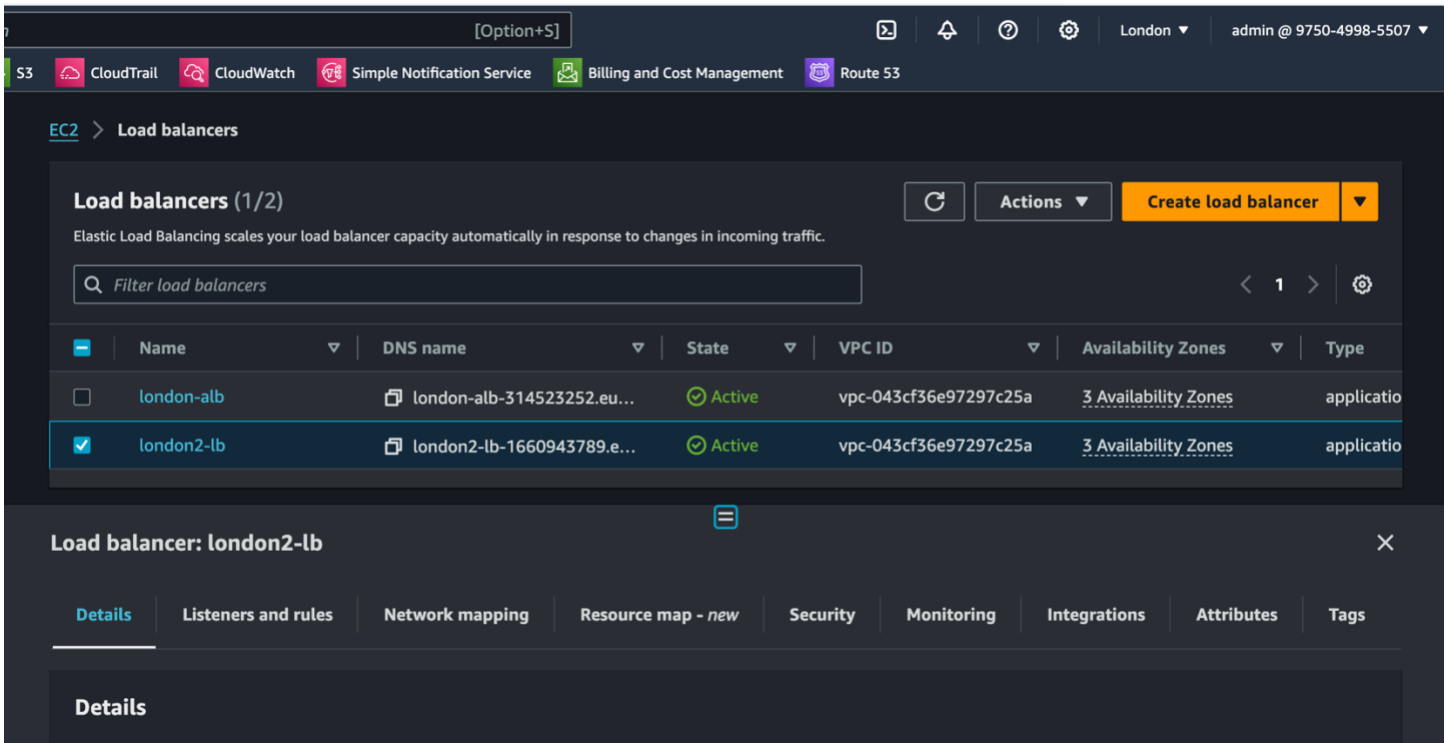 [Option+S] London ▼ admin @ 9750-4998-5507 ▼
S3 CloudTrail CloudWatch Simple Notification Service Billing and Cost Management Route 53
EC2 > Load balancers
Load balancers (1/2) Actions ▼ Create load balancer ▼
Elastic Load Balancing scales your load balancer capacity automatically in response to changes in incoming traffic.
Filter load balancers < 1 >
Name DNS name State VPC ID Availability Zones Type
london-alb london-alb-314523252.eu... Active vpc-043cf36e97297c25a 3 Availability Zones applicatio
london2-lb london2-lb-1660943789.e... Active vpc-043cf36e97297c25a 3 Availability Zones applicatio
Load balancer: london2-lb
Details Listeners and rules Network mapping Resource map - new Security Monitoring Integrations Attributes Tags
Details